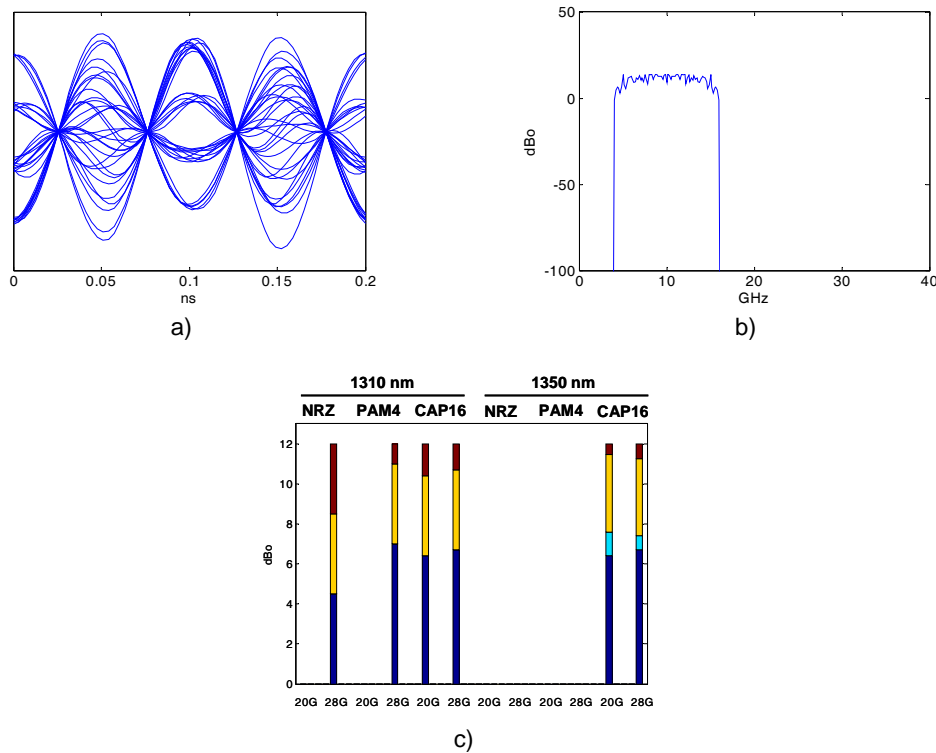 50
0
-50
-100
dBo
0 0.05 0.1 0.15 0.2
ns
0 10 20 30 40
GHz
a)
b)
1310 nm 1350 nm
NRZ PAM4 CAP16 NRZ PAM4 CAP16
12
10
8
6
4
2
0
dBo
20G 28G 20G 28G 20G 28G 20G 28G 20G 28G 20G 28G
c)